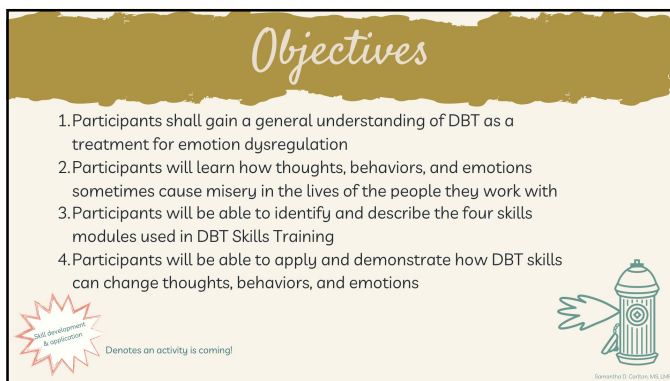 Objectives
1. Participants shall gain a general understanding of DBT as a
treatment for emotion dysregulation
2. Participants will learn how thoughts, behaviors, and emotions
sometimes cause misery in the lives of the people they work with
3. Participants will be able to identify and describe the four skills
modules used in DBT Skills Training
4. Participants will be able to apply and demonstrate how DBT skills
can change thoughts, behaviors, and emotions
Skill development
& application
Denotes an activity is coming!
Samantha D. Carlson, MS,